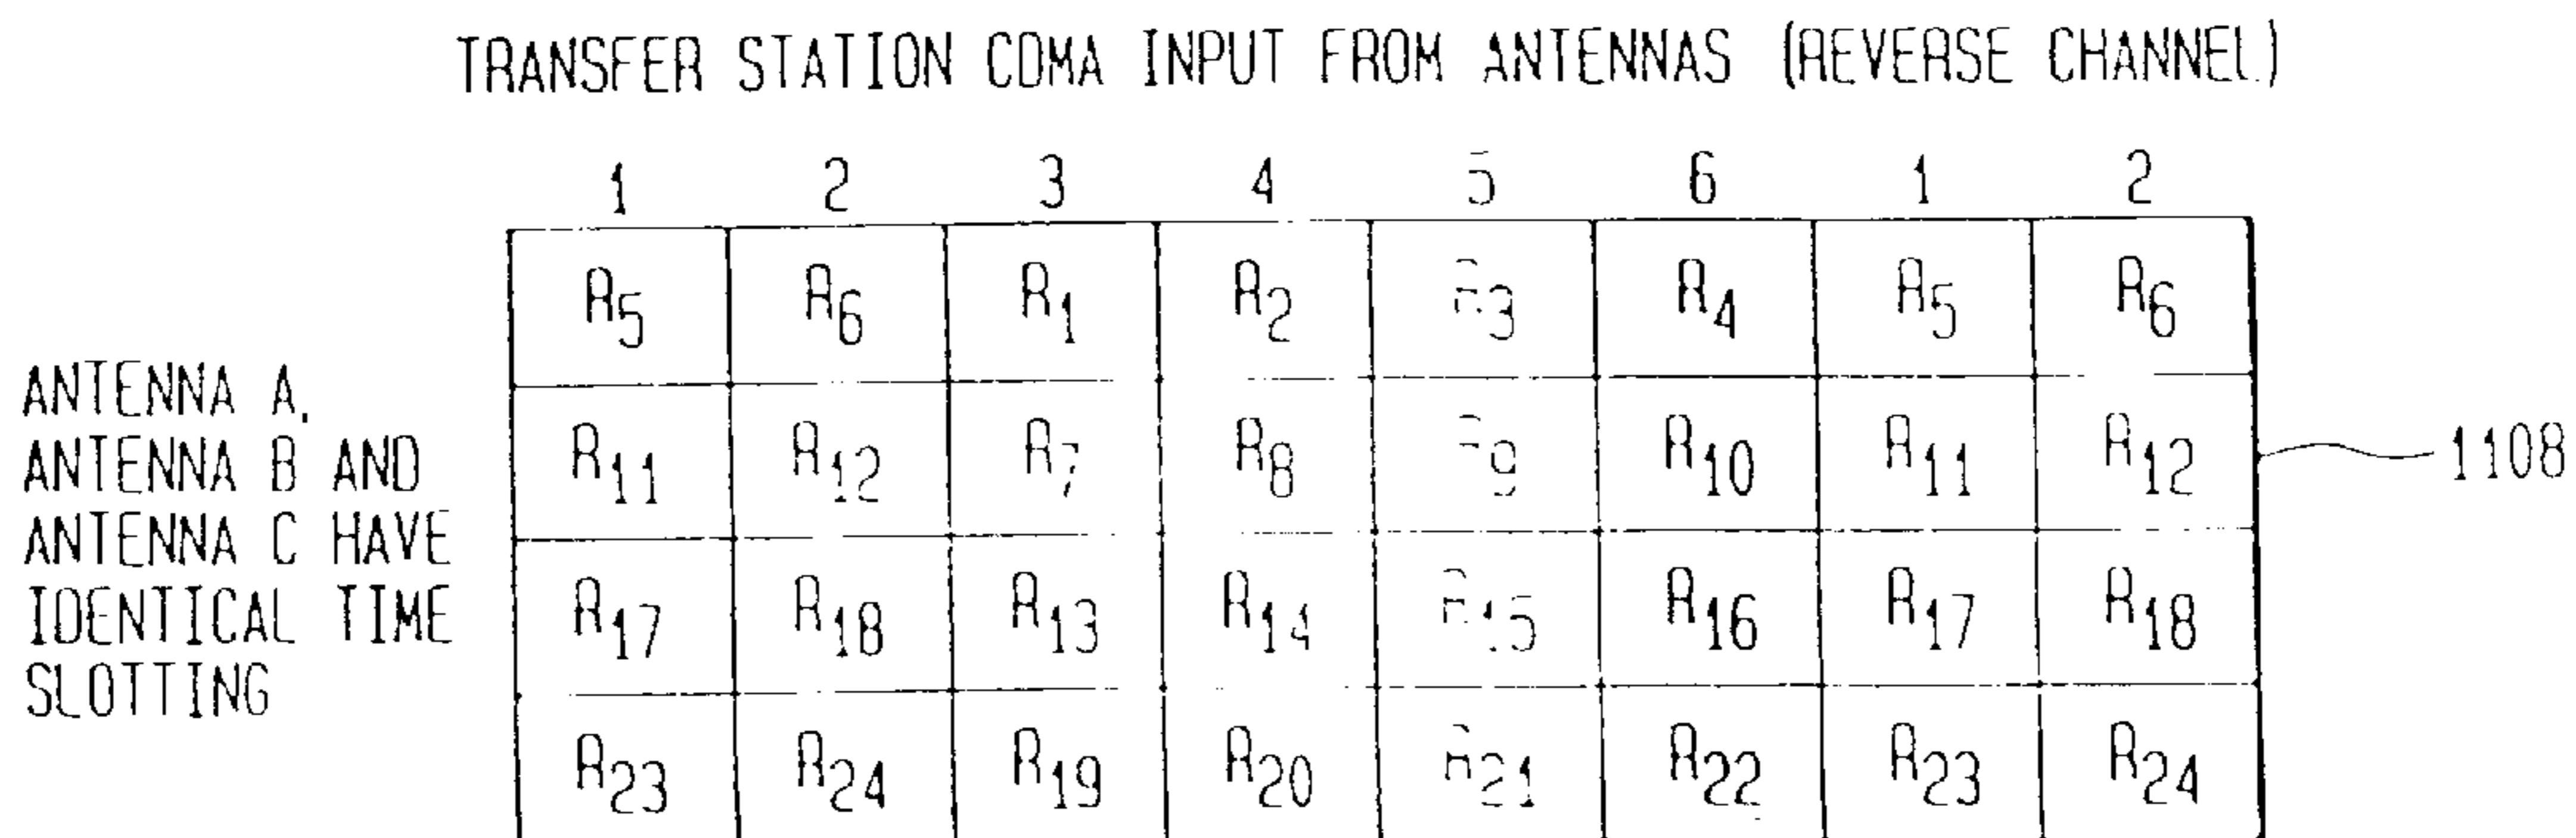 TRANSFER STATION CDMA INPUT FROM ANTENNAS (REVERSE CHANNEL)
1 2 3 4 5 6 1 2
R5 R6 R1 R2 R3 R4 R5 R6
ANTENNA A,
ANTENNA B AND
ANTENNA C HAVE
IDENTICAL TIME
SLOTTING
R11 R12 R7 R8 R9 R10 R11 R12
1108
R17 R18 R13 R14 R15 R16 R17 R18
R23 R24 R19 R20 R21 R22 R23 R24